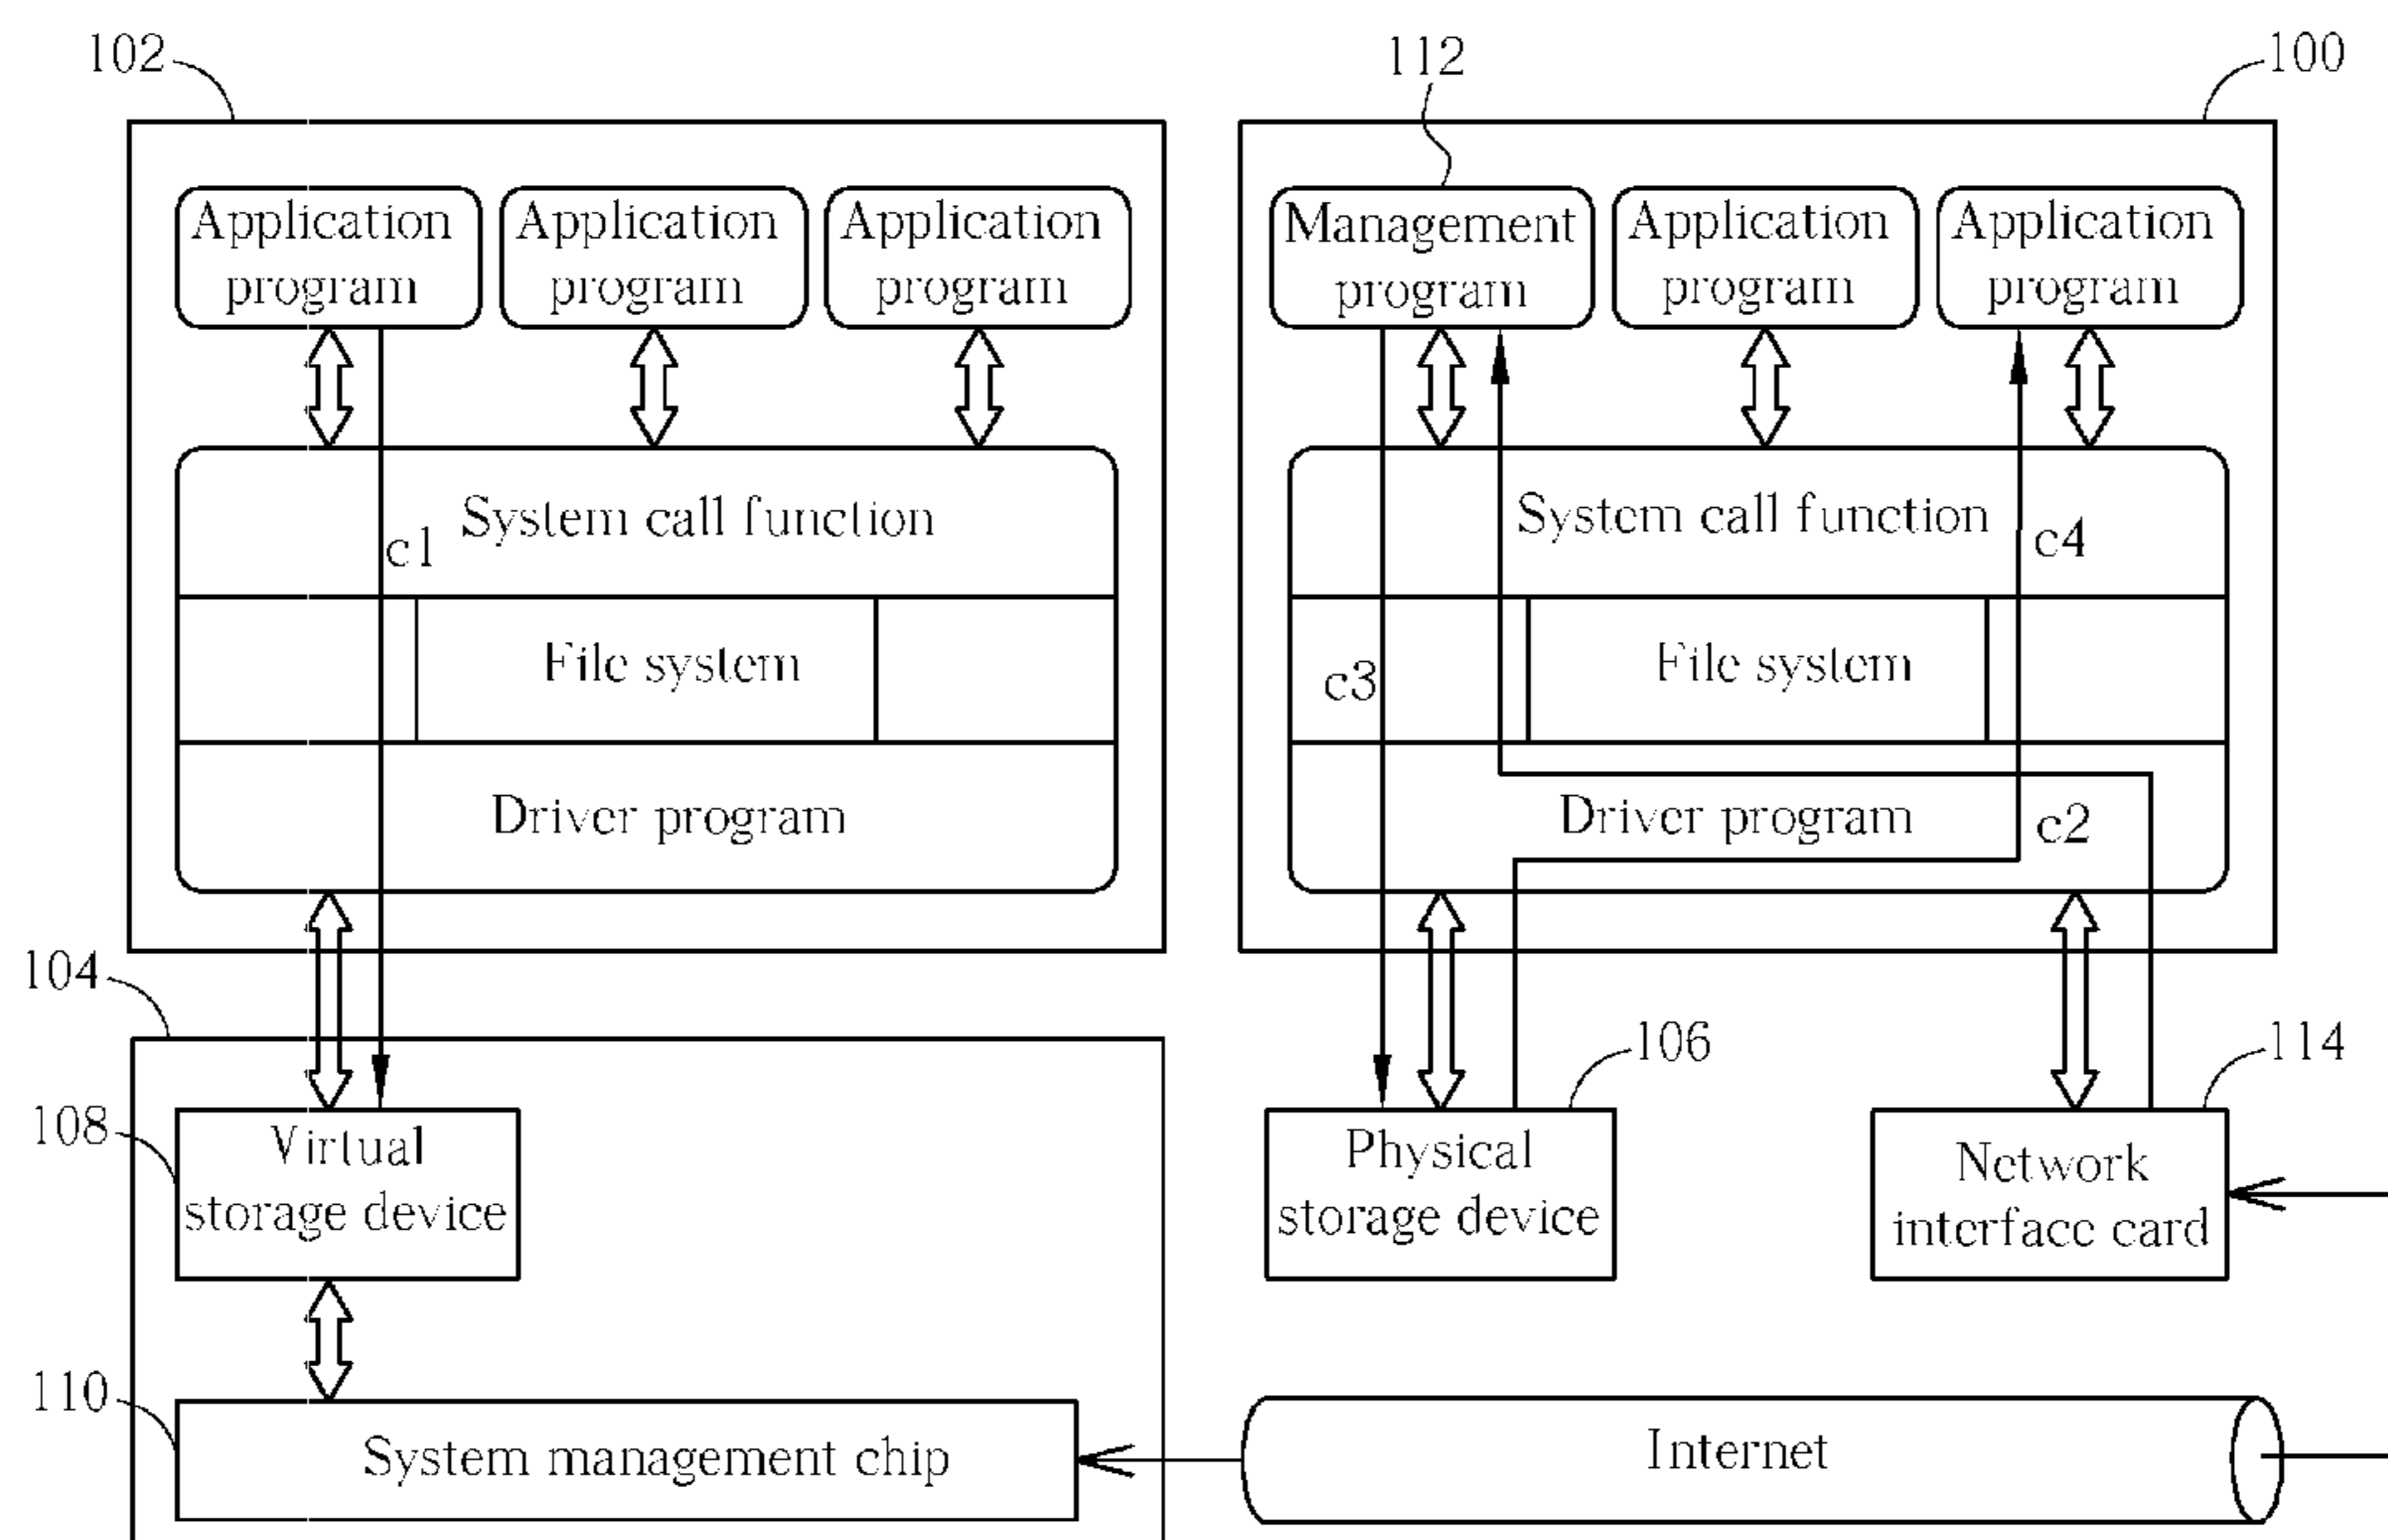 102
112
100
Application
program
Application
program
Application
program
Management
program
Application
program
Application
program
System call function
c1
System call function
c4
File system
c3
File system
Driver program
Driver program
c2
104
106
114
108
Virtual
storage device
Physical
storage device
Network
interface card
110
System management chip
Internet